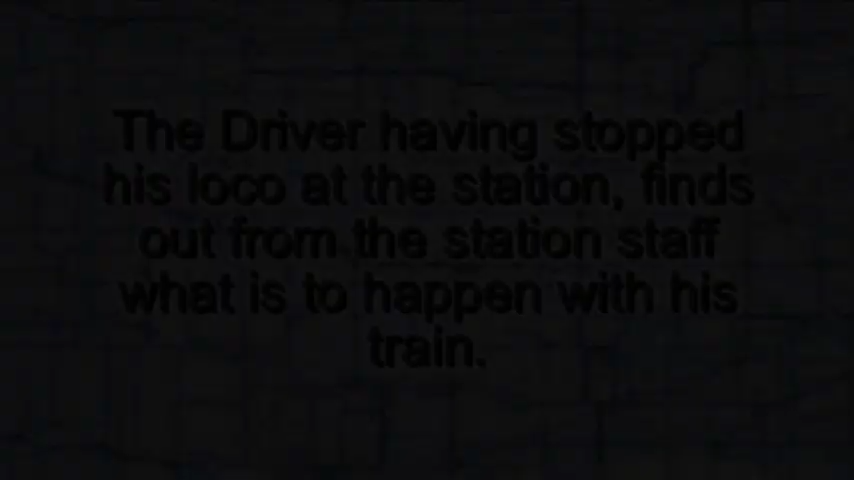 The Driver having stopped
his loco at the station, finds
out from the station staff
what is to happen with his
train.